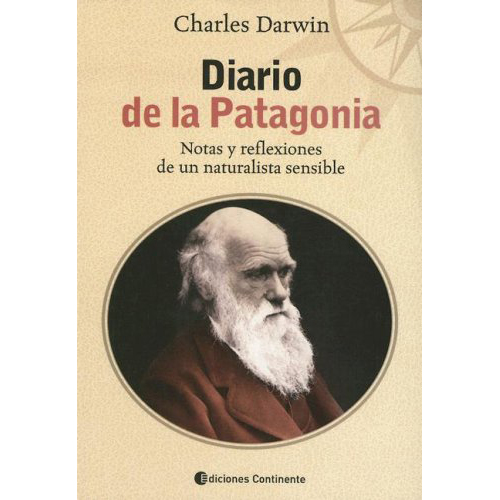 Charles Darwin
Diario
de la Patagonia
Notas y reflexiones
de un naturalista sensible
Ediciones Continente